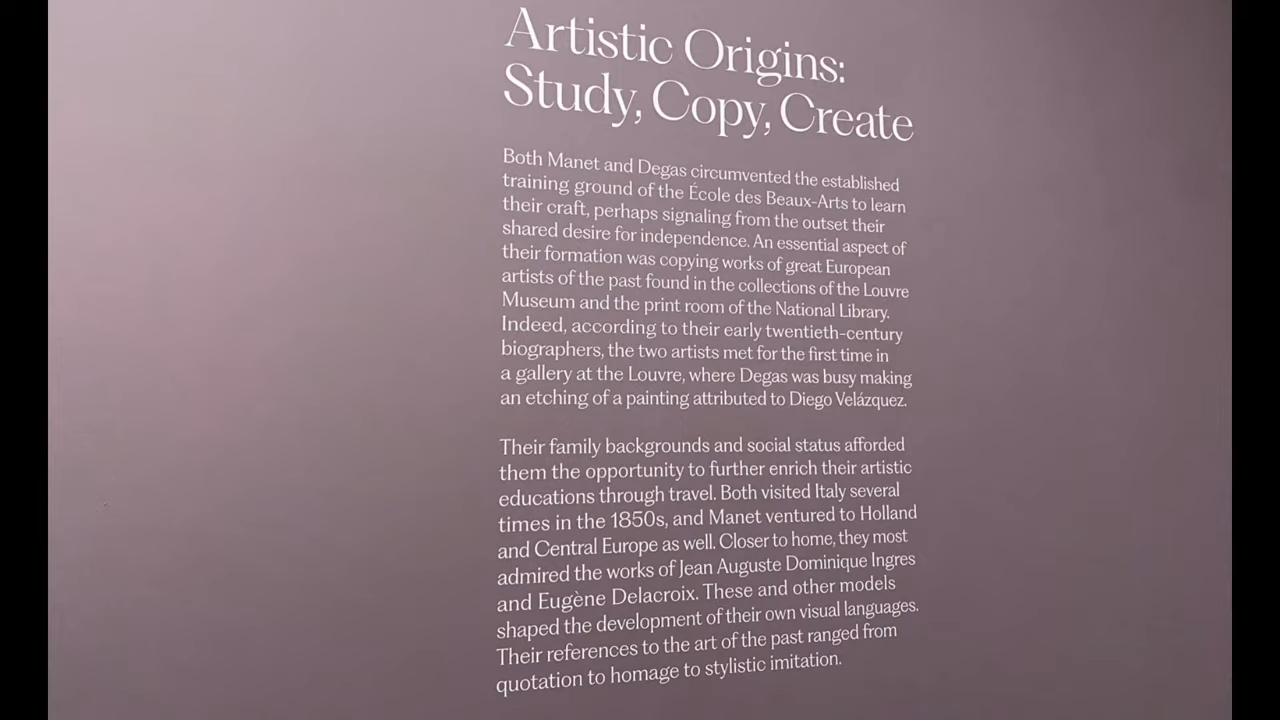 Artistic Origins:
Study, Copy, Create
Both Manet and Degas circumvented the established
training ground of the École des Beaux-Arts to learn
their craft, perhaps signaling from the outset their
shared desire for independence. An essential aspect of
their formation was copying works of great European
artists of the past found in the collections of the Louvre
Museum and the print room of the National Library.
Indeed, according to their early twentieth-century
biographers, the two artists met for the first time in
a gallery at the Louvre, where Degas was busy making
an etching of a painting attributed to Diego Velázquez.
Their family backgrounds and social status afforded
them the opportunity to further enrich their artistic
educations through travel. Both visited Italy several
times in the 1850s, and Manet ventured to Holland
and Central Europe as well. Closer to home, they most
admired the works of Jean Auguste Dominique Ingres
and Eugène Delacroix. These and other models
shaped the development of their own visual languages.
Their references to the art of the past ranged from
quotation to homage to stylistic imitation.